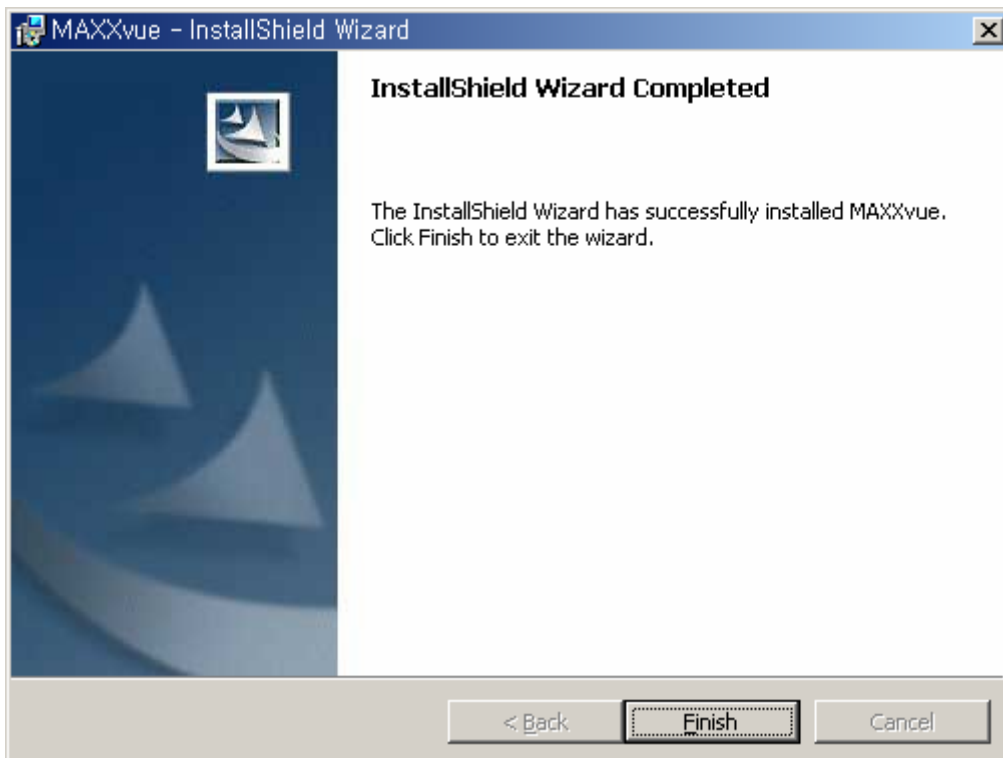 MAXXvue - InstallShield Wizard
InstallShield Wizard Completed
The InstallShield Wizard has successfully installed MAXXvue.
Click Finish to exit the wizard.
< Back
Finish
Cancel